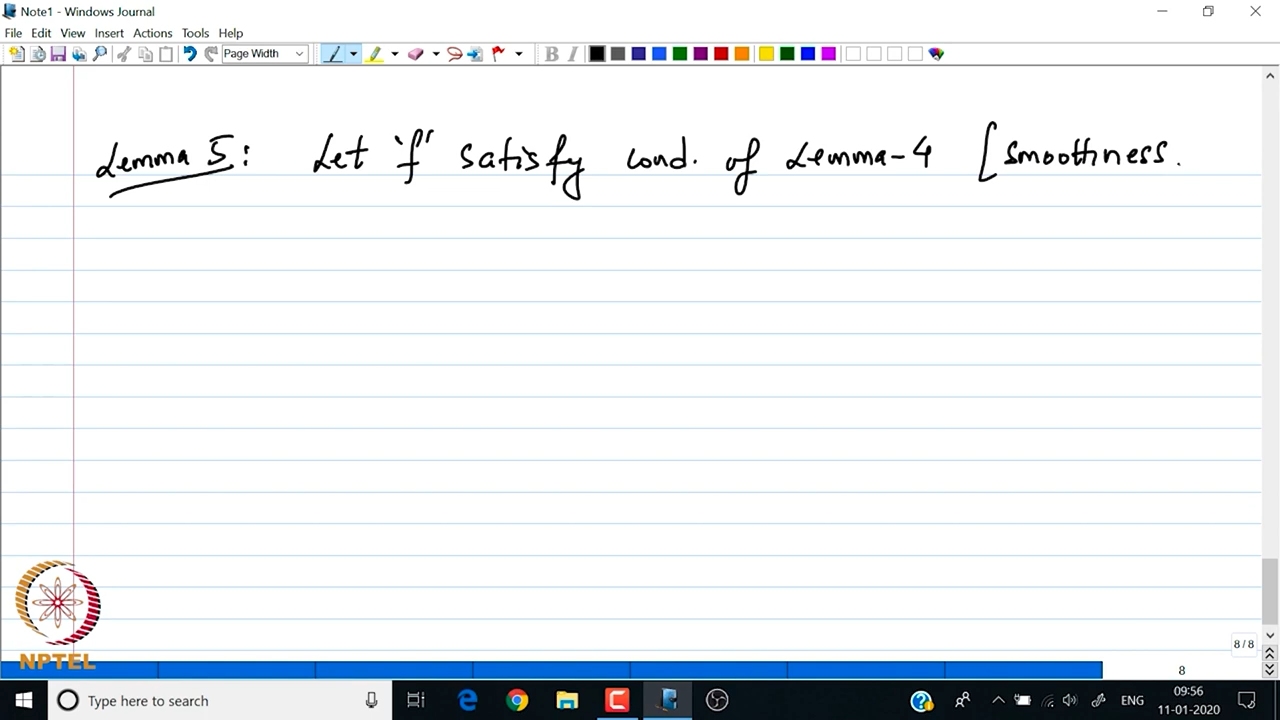 Note1 - Windows Journal
File Edit View Insert Actions Tools Help
Page Width B I
Lemma 5: Let 'f' satisfy cond. of Lemma-4 [smoothness.
NPTEL
8/8
8
Type here to search
ENG
09:56
11-01-2020